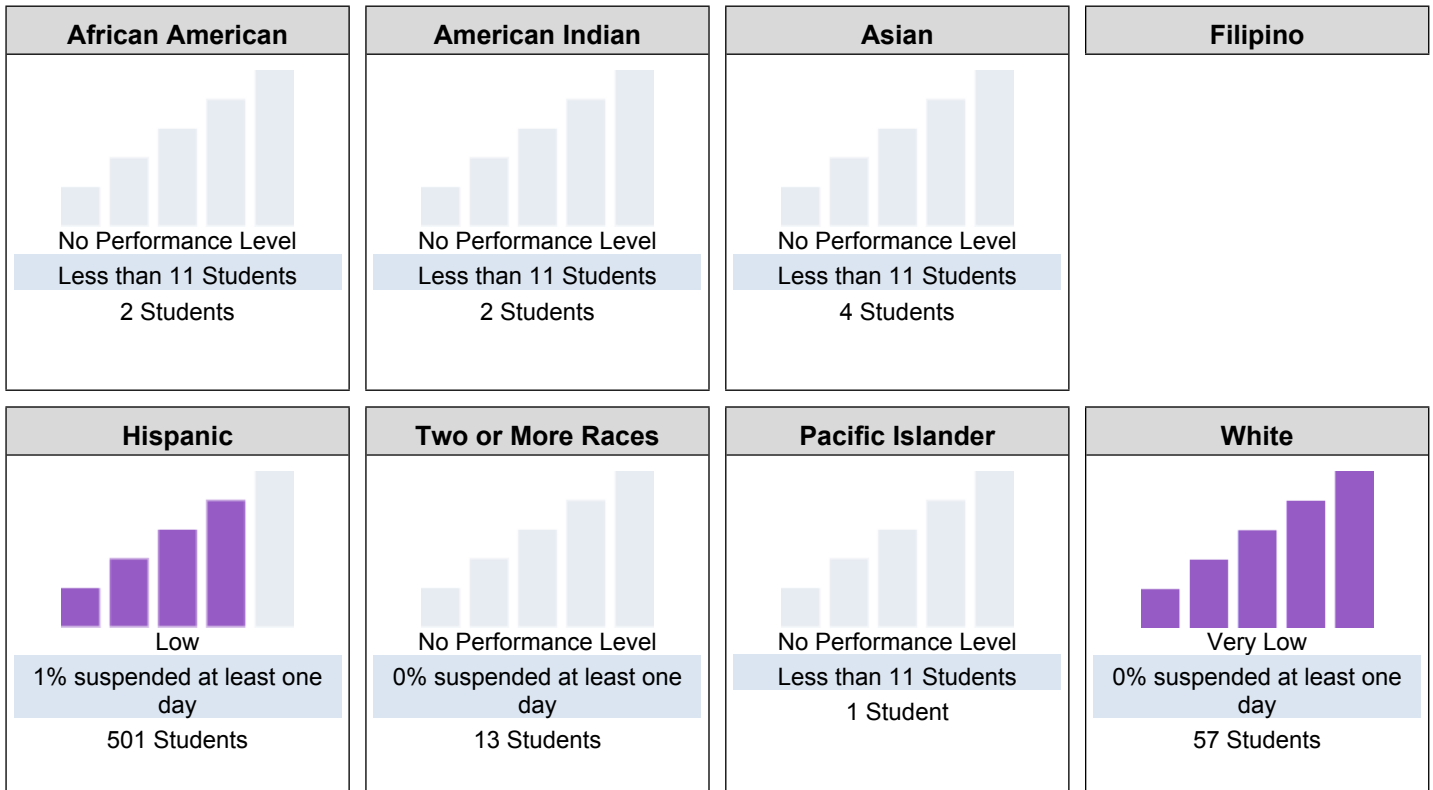 African American
No Performance Level
Less than 11 Students
2 Students
American Indian
No Performance Level
Less than 11 Students
2 Students
Asian
No Performance Level
Less than 11 Students
4 Students
Filipino
Hispanic
Low
1% suspended at least one
day
501 Students
Two or More Races
No Performance Level
0% suspended at least one
day
13 Students
Pacific Islander
No Performance Level
Less than 11 Students
1 Student
White
Very Low
0% suspended at least one
day
57 Students